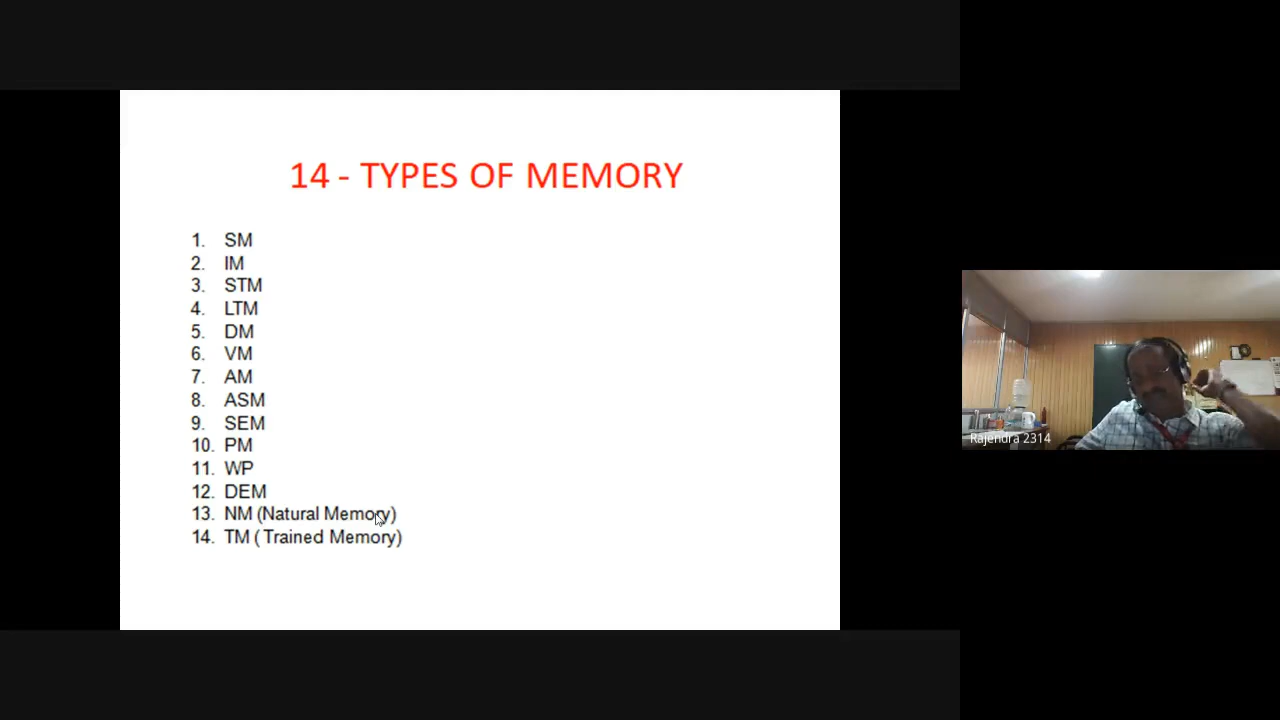 14 - TYPES OF MEMORY
1. SM
2. IM
3. STM
4. LTM
5. DM
6. VM
7. AM
8. ASM
9. SEM
10. PM
11. WP
12. DEM
13. NM (Natural Memory)
14. TM ( Trained Memory)
Rajendra 2314